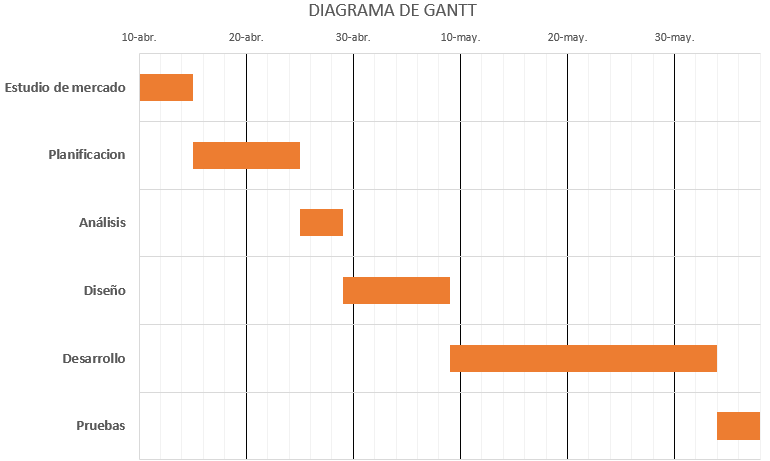 DIAGRAMA DE GANTT
10-abr. 20-abr. 30-abr. 10-may. 20-may. 30-may.
Estudio de mercado
Planificacion
Análisis
Diseño
Desarrollo
Pruebas